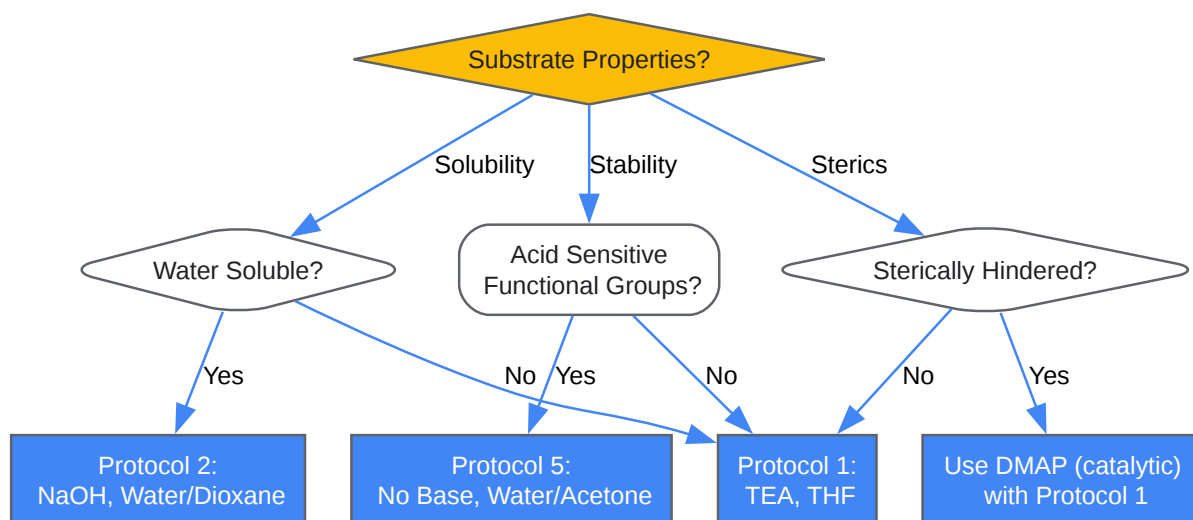 Substrate Properties?
Solubility
Stability
Sterics
Water Soluble?
Acid Sensitive
Functional Groups?
Sterically Hindered?
Yes
No
Yes
No
No
Yes
Protocol 2:
NaOH, Water/Dioxane
Protocol 5:
No Base, Water/Acetone
Protocol 1:
TEA, THF
Use DMAP (catalytic)
with Protocol 1